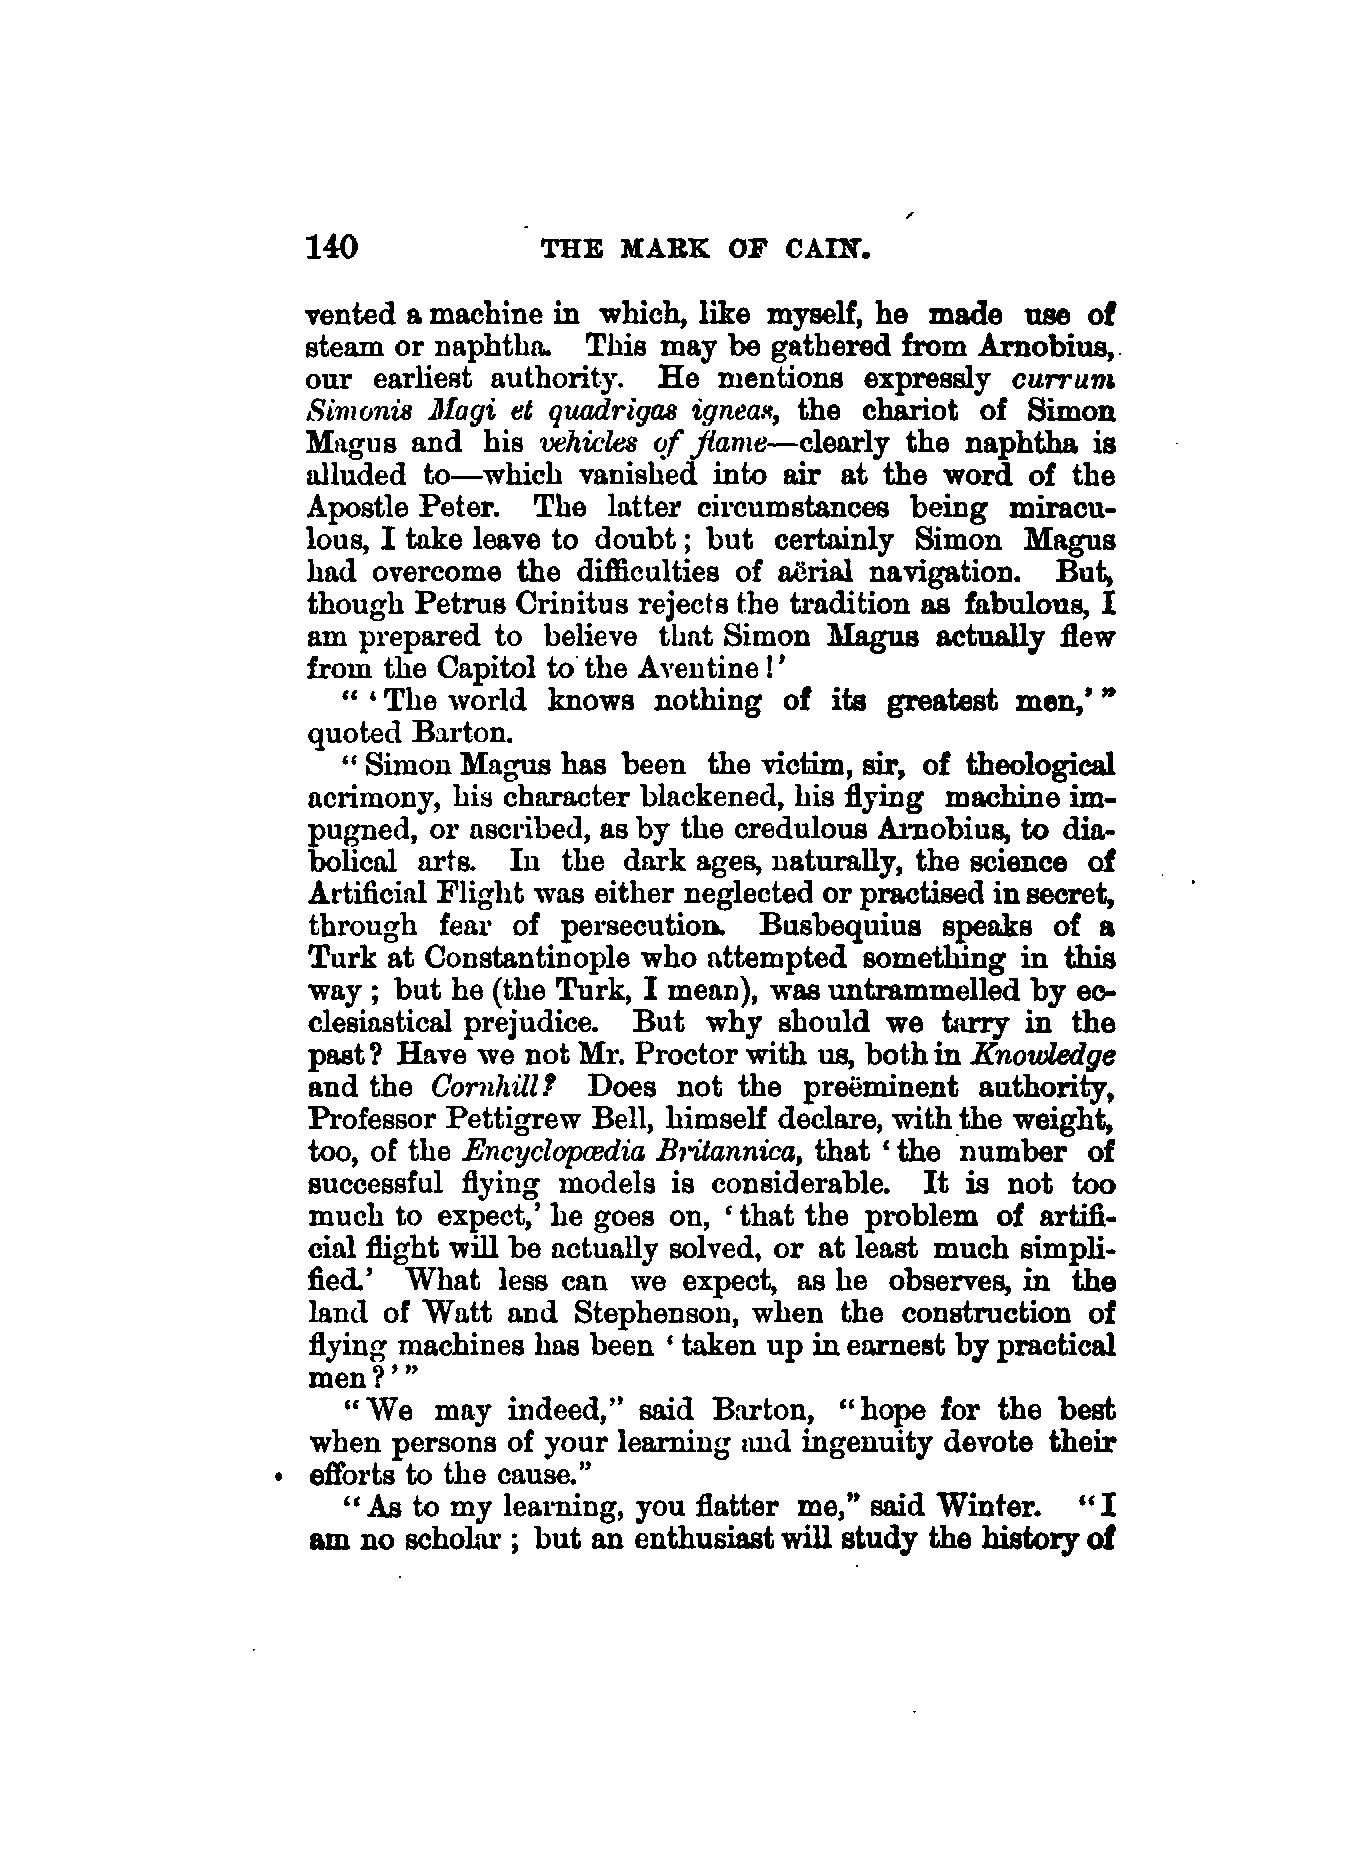 140 THE MARK OF CAIN.
vented a machine in which, like myself, he made use of
steam or naphtha. This may be gathered from Arnobius,
our earliest authority. He mentions expressly currum
Simonis Magi et quadrigas igneas, the chariot of Simon
Magus and his vehicles of flame—clearly the naphtha is
alluded to—which vanished into air at the word of the
Apostle Peter. The latter circumstances being miracu-
lous, I take leave to doubt; but certainly Simon Magus
had overcome the difficulties of aërial navigation. But,
though Petrus Crinitus rejects the tradition as fabulous, I
am prepared to believe that Simon Magus actually flew
from the Capitol to the Aventine!'
"'The world knows nothing of its greatest men,'"
quoted Barton.
"Simon Magus has been the victim, sir, of theological
acrimony, his character blackened, his flying machine im-
pugned, or ascribed, as by the credulous Arnobius, to dia-
bolical arts. In the dark ages, naturally, the science of
Artificial Flight was either neglected or practised in secret,
through fear of persecution. Busbequius speaks of a
Turk at Constantinople who attempted something in this
way; but he (the Turk, I mean), was untrammelled by ec-
clesiastical prejudice. But why should we tarry in the
past? Have we not Mr. Proctor with us, both in Knowledge
and the Cornhill? Does not the preëminent authority,
Professor Pettigrew Bell, himself declare, with the weight,
too, of the Encyclopœdia Britannica, that 'the number of
successful flying models is considerable. It is not too
much to expect,' he goes on, 'that the problem of artifi-
cial flight will be actually solved, or at least much simpli-
fied.' What less can we expect, as he observes, in the
land of Watt and Stephenson, when the construction of
flying machines has been 'taken up in earnest by practical
men?'"
"We may indeed," said Barton, "hope for the best
when persons of your learning and ingenuity devote their
efforts to the cause."
"As to my learning, you flatter me," said Winter. "I
am no scholar; but an enthusiast will study the history of